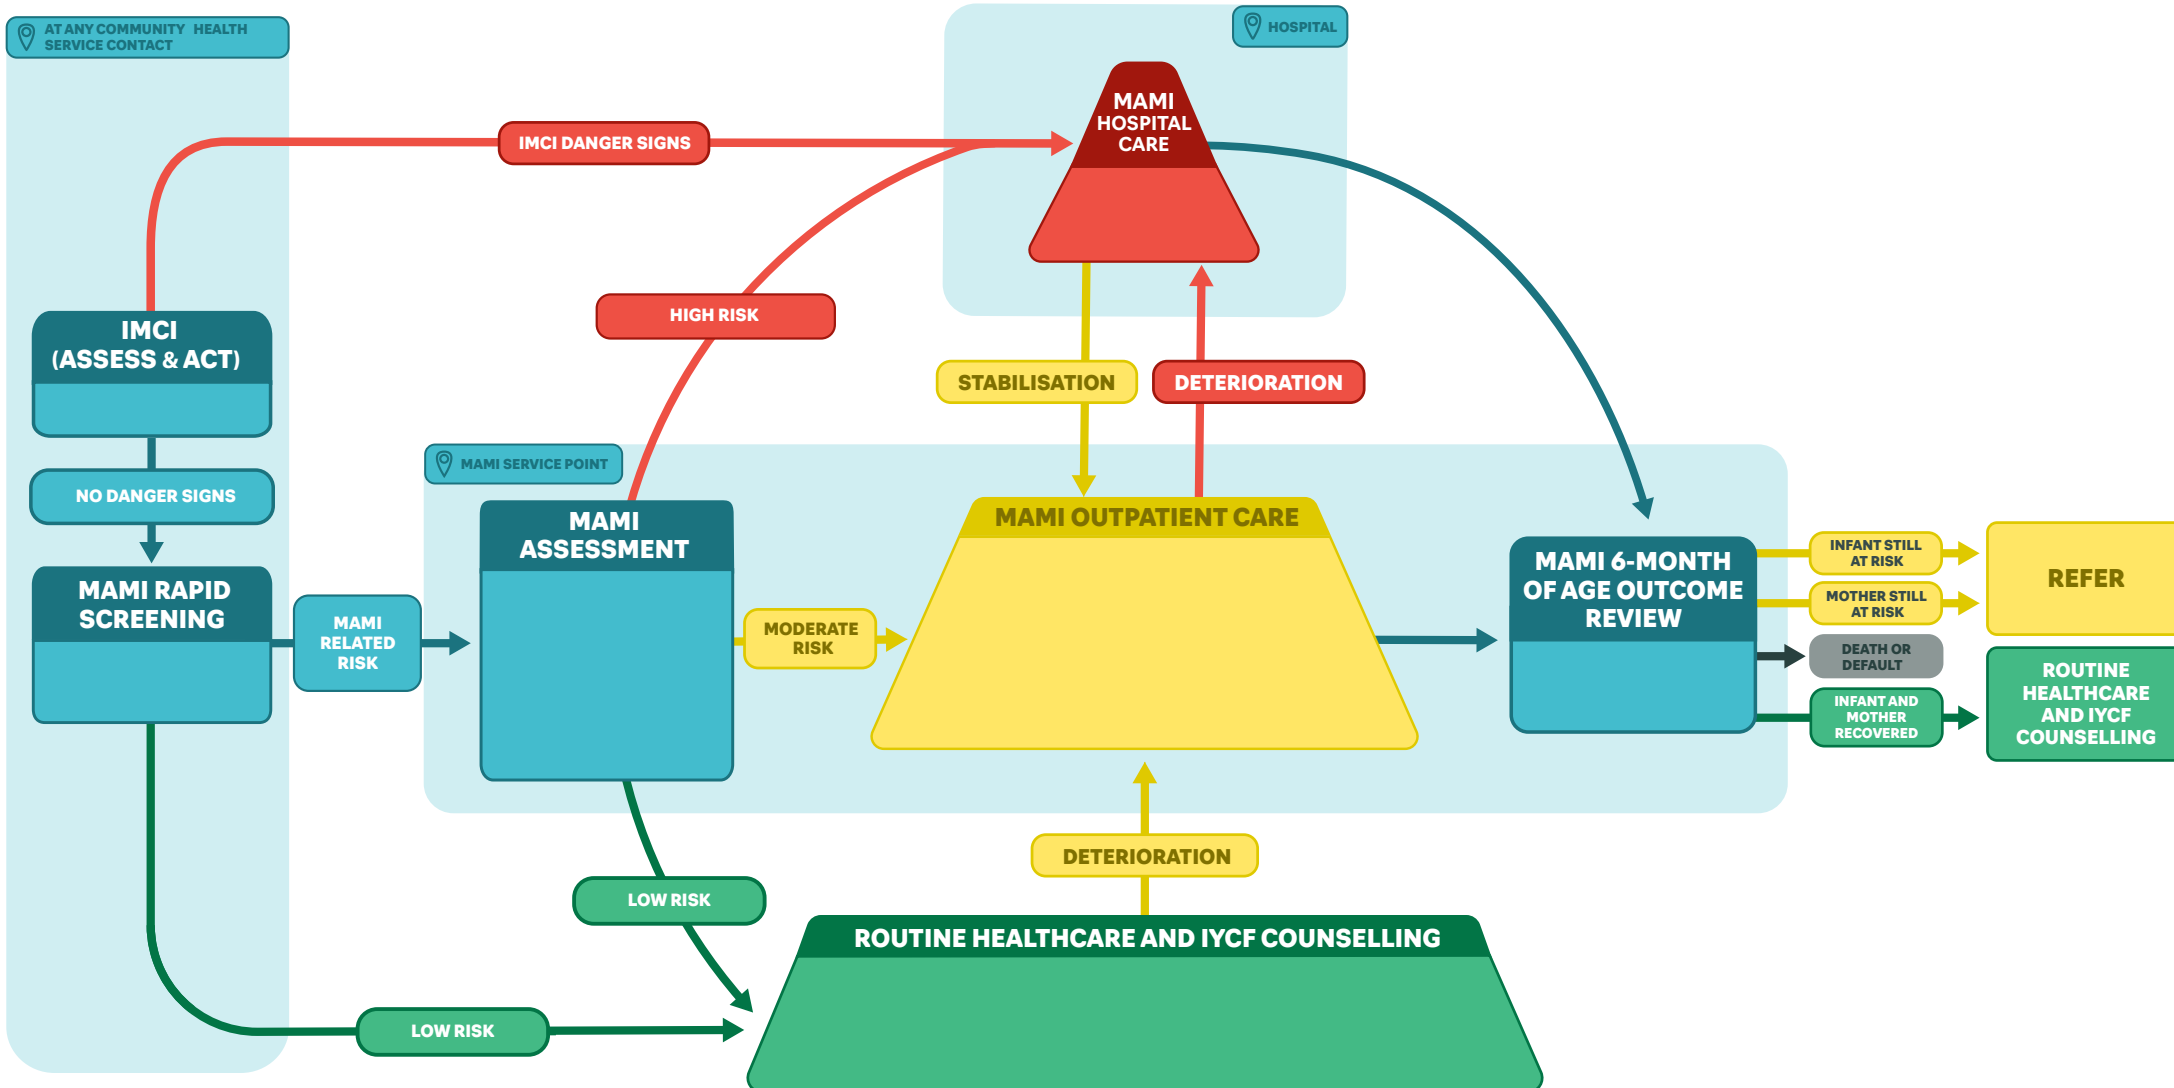 AT ANY COMMUNITY HEALTH
SERVICE CONTACT
HOSPITAL
MAMI
HOSPITAL
CARE
IMCI DANGER SIGNS
HIGH RISK
IMCI
(ASSESS & ACT)
STABILISATION
DETERIORATION
NO DANGER SIGNS
MAMI SERVICE POINT
MAMI RAPID
SCREENING
MAMI
RELATED
RISK
MAMI
ASSESSMENT
MODERATE
RISK
MAMI OUTPATIENT CARE
MAMI 6-MONTH
OF AGE OUTCOME
REVIEW
INFANT STILL
AT RISK
MOTHER STILL
AT RISK
DEATH OR
DEFAULT
INFANT AND
MOTHER
RECOVERED
REFER
ROUTINE
HEALTHCARE
AND IYCF
COUNSELLING
DETERIORATION
LOW RISK
ROUTINE HEALTHCARE AND IYCF COUNSELLING
LOW RISK